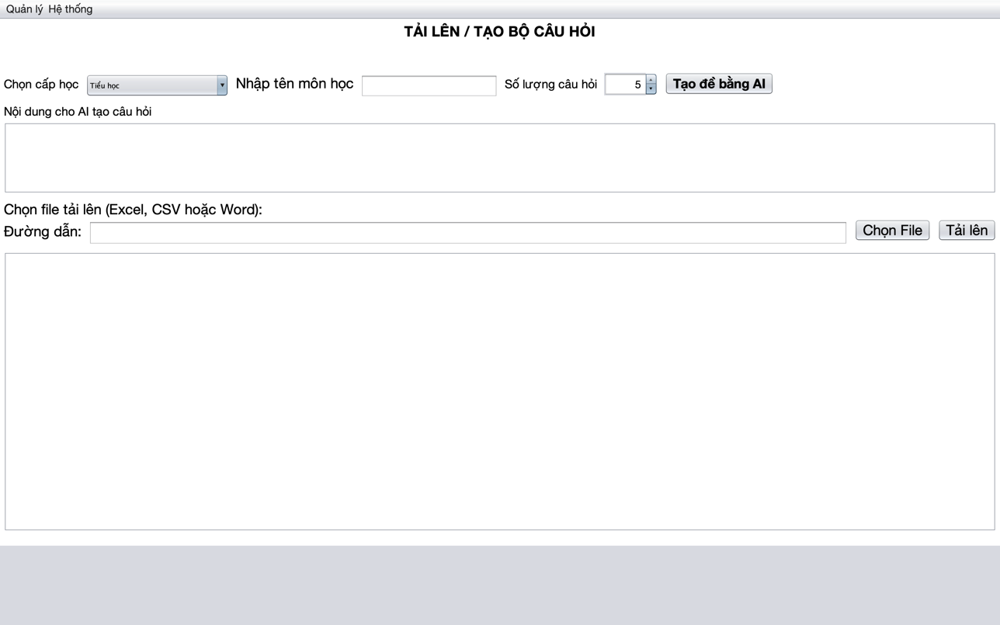 Quản lý Hệ thống
TẢI LÊN / TẠO BỘ CÂU HỎI
Chọn cấp học Tiểu học Nhập tên môn học Số lượng câu hỏi 5 Tạo đề bằng AI
Nội dung cho AI tạo câu hỏi
Chọn file tải lên (Excel, CSV hoặc Word):
Đường dẫn: Chọn File Tải lên